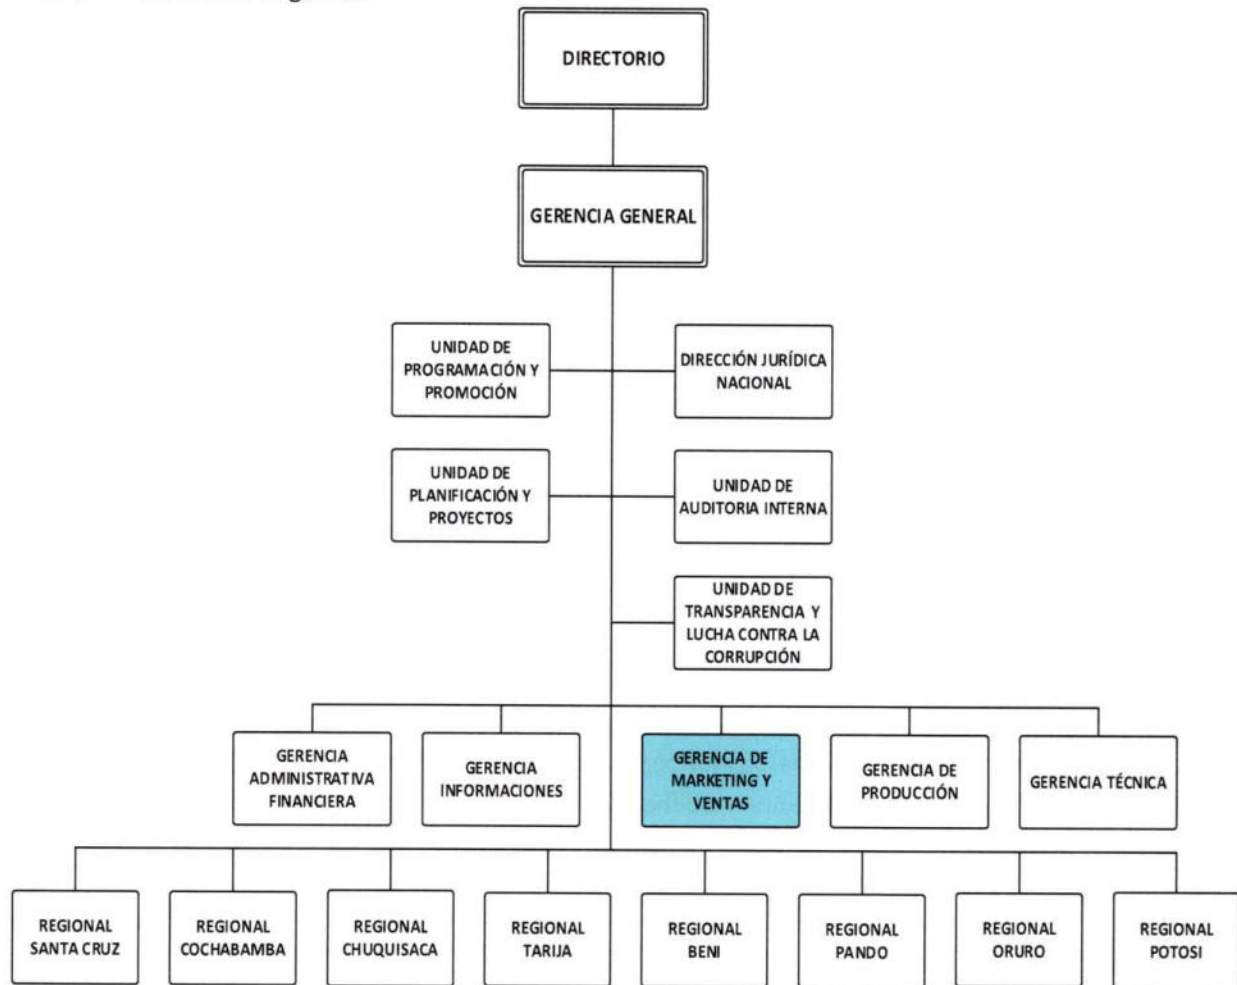 DIRECTORIO
GERENCIA GENERAL
UNIDAD DE
PROGRAMACIÓN Y
PROMOCIÓN
DIRECCIÓN JURÍDICA
NACIONAL
UNIDAD DE
PLANIFICACIÓN Y
PROYECTOS
UNIDAD DE
AUDITORIA INTERNA
UNIDAD DE
TRANSPARENCIA Y
LUCHA CONTRA LA
CORRUPCIÓN
GERENCIA
ADMINISTRATIVA
FINANCIERA
GERENCIA
INFORMACIONES
GERENCIA DE
MARKETING Y
VENTAS
GERENCIA DE
PRODUCCIÓN
GERENCIA TÉCNICA
REGIONAL
SANTA CRUZ
REGIONAL
COCHABAMBA
REGIONAL
CHUQUISACA
REGIONAL
TARIJA
REGIONAL
BENI
REGIONAL
PANDO
REGIONAL
ORURO
REGIONAL
POTOSI